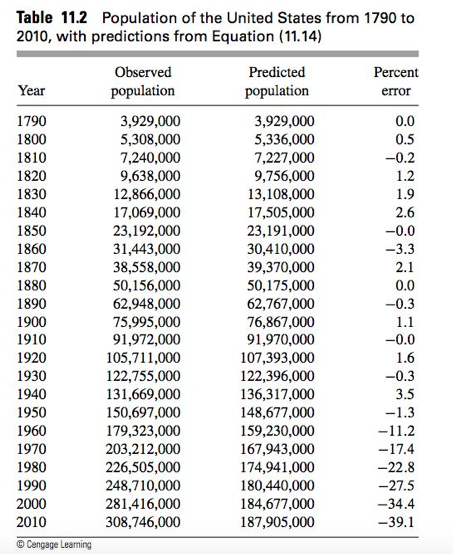 Table 11.2 Population of the United States from 1790 to
2010, with predictions from Equation (11.14)
Observed Predicted Percent
Year population population error
1790 3,929,000 3,929,000 0.0
1800 5,308,000 5,336,000 0.5
1810 7,240,000 7,227,000 −0.2
1820 9,638,000 9,756,000 1.2
1830 12,866,000 13,108,000 1.9
1840 17,069,000 17,505,000 2.6
1850 23,192,000 23,191,000 −0.0
1860 31,443,000 30,410,000 −3.3
1870 38,558,000 39,370,000 2.1
1880 50,156,000 50,175,000 0.0
1890 62,948,000 62,767,000 −0.3
1900 75,995,000 76,867,000 1.1
1910 91,972,000 91,970,000 −0.0
1920 105,711,000 107,393,000 1.6
1930 122,755,000 122,396,000 −0.3
1940 131,669,000 136,317,000 3.5
1950 150,697,000 148,677,000 −1.3
1960 179,323,000 159,230,000 −11.2
1970 203,212,000 167,943,000 −17.4
1980 226,505,000 174,941,000 −22.8
1990 248,710,000 180,440,000 −27.5
2000 281,416,000 184,677,000 −34.4
2010 308,746,000 187,905,000 −39.1
© Cengage Learning